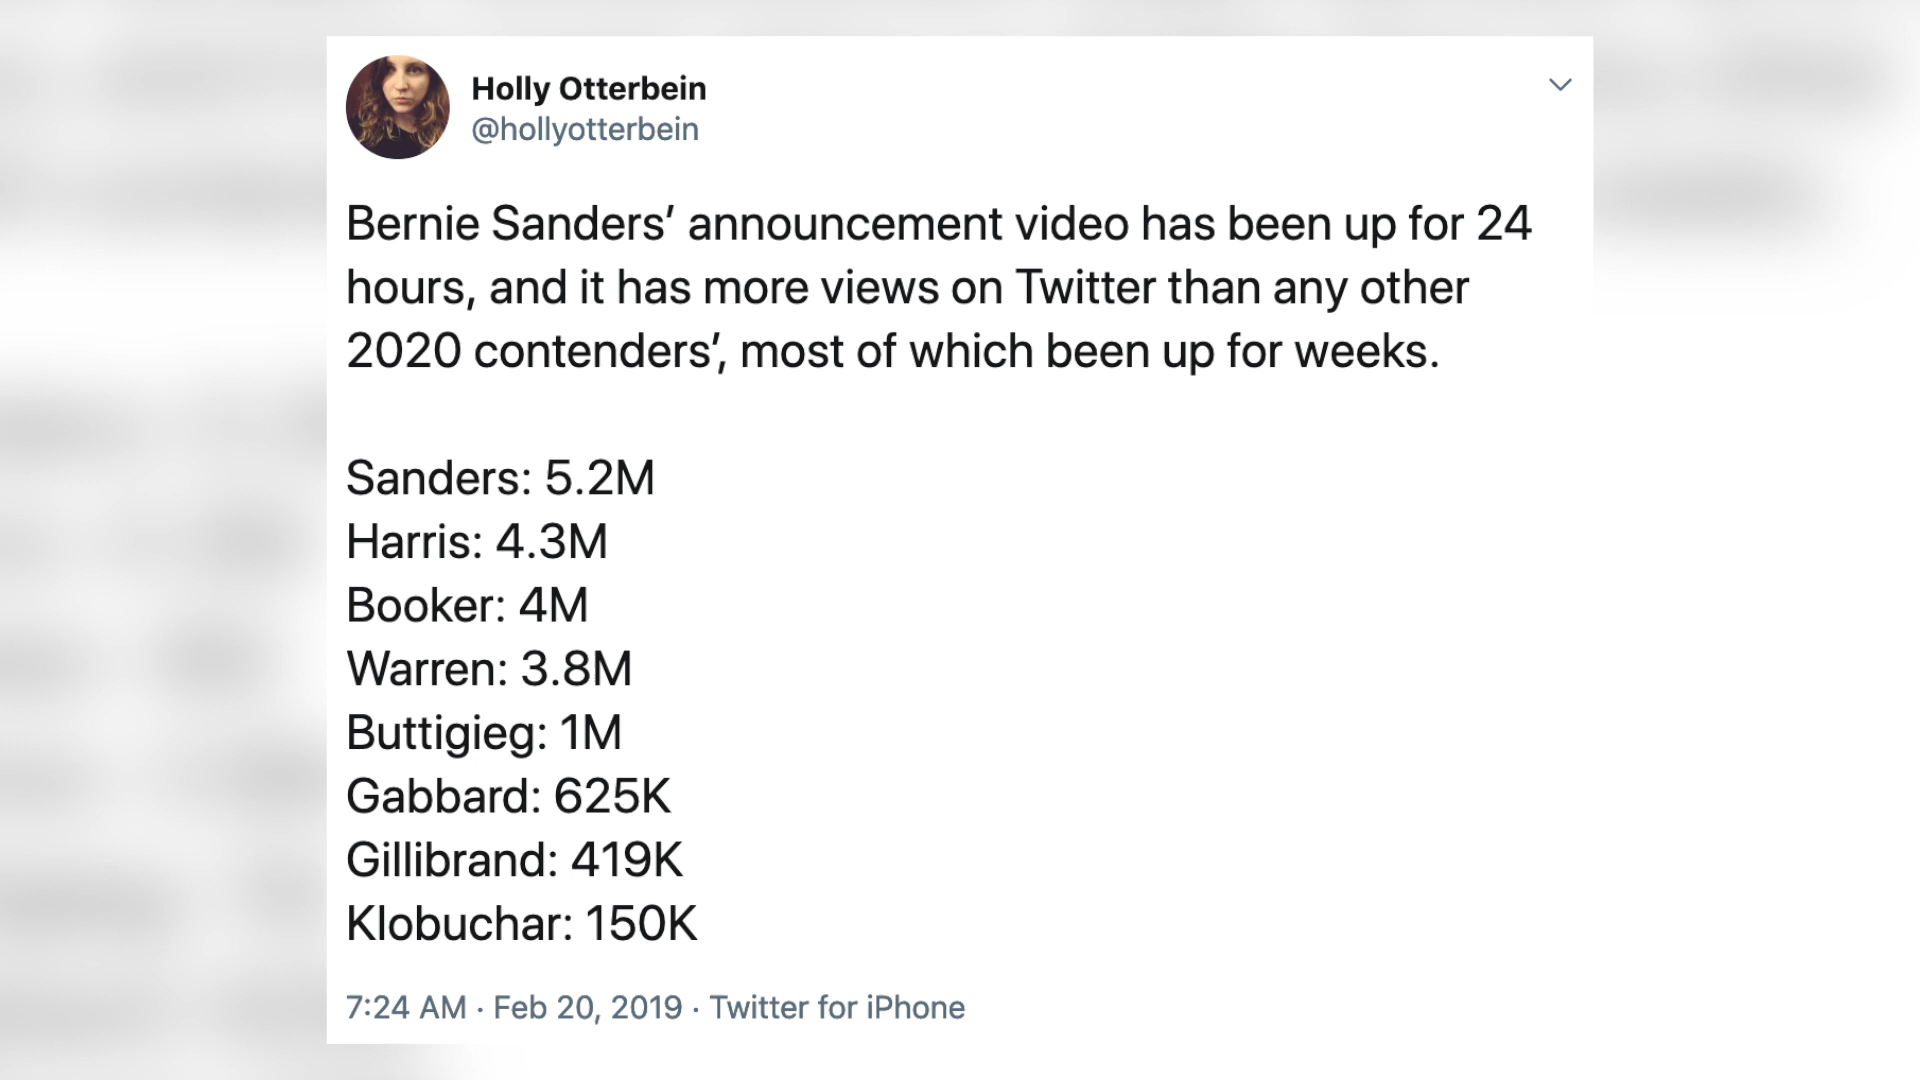 Holly Otterbein
@hollyotterbein
Bernie Sanders’ announcement video has been up for 24
hours, and it has more views on Twitter than any other
2020 contenders’, most of which been up for weeks.
Sanders: 5.2M
Harris: 4.3M
Booker: 4M
Warren: 3.8M
Buttigieg: 1M
Gabbard: 625K
Gillibrand: 419K
Klobuchar: 150K
7:24 AM · Feb 20, 2019 · Twitter for iPhone